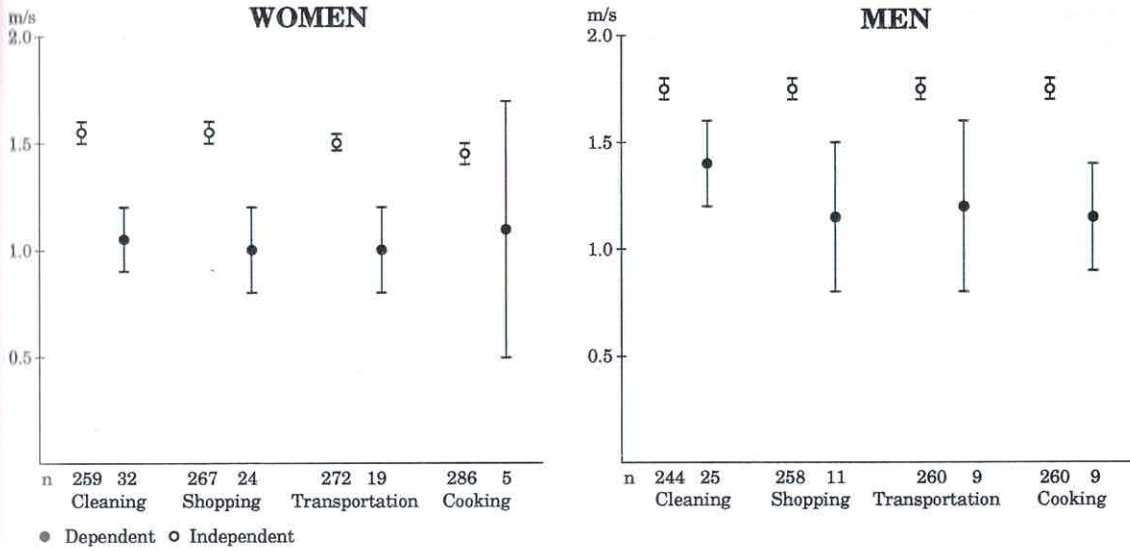 WOMEN
m/s
2.0
1.5
1.0
0.5
n 259 32 267 24 272 19 286 5
Cleaning Shopping Transportation Cooking
● Dependent ○ Independent
MEN
m/s
2.0
1.5
1.0
0.5
n 244 25 258 11 260 9 260 9
Cleaning Shopping Transportation Cooking